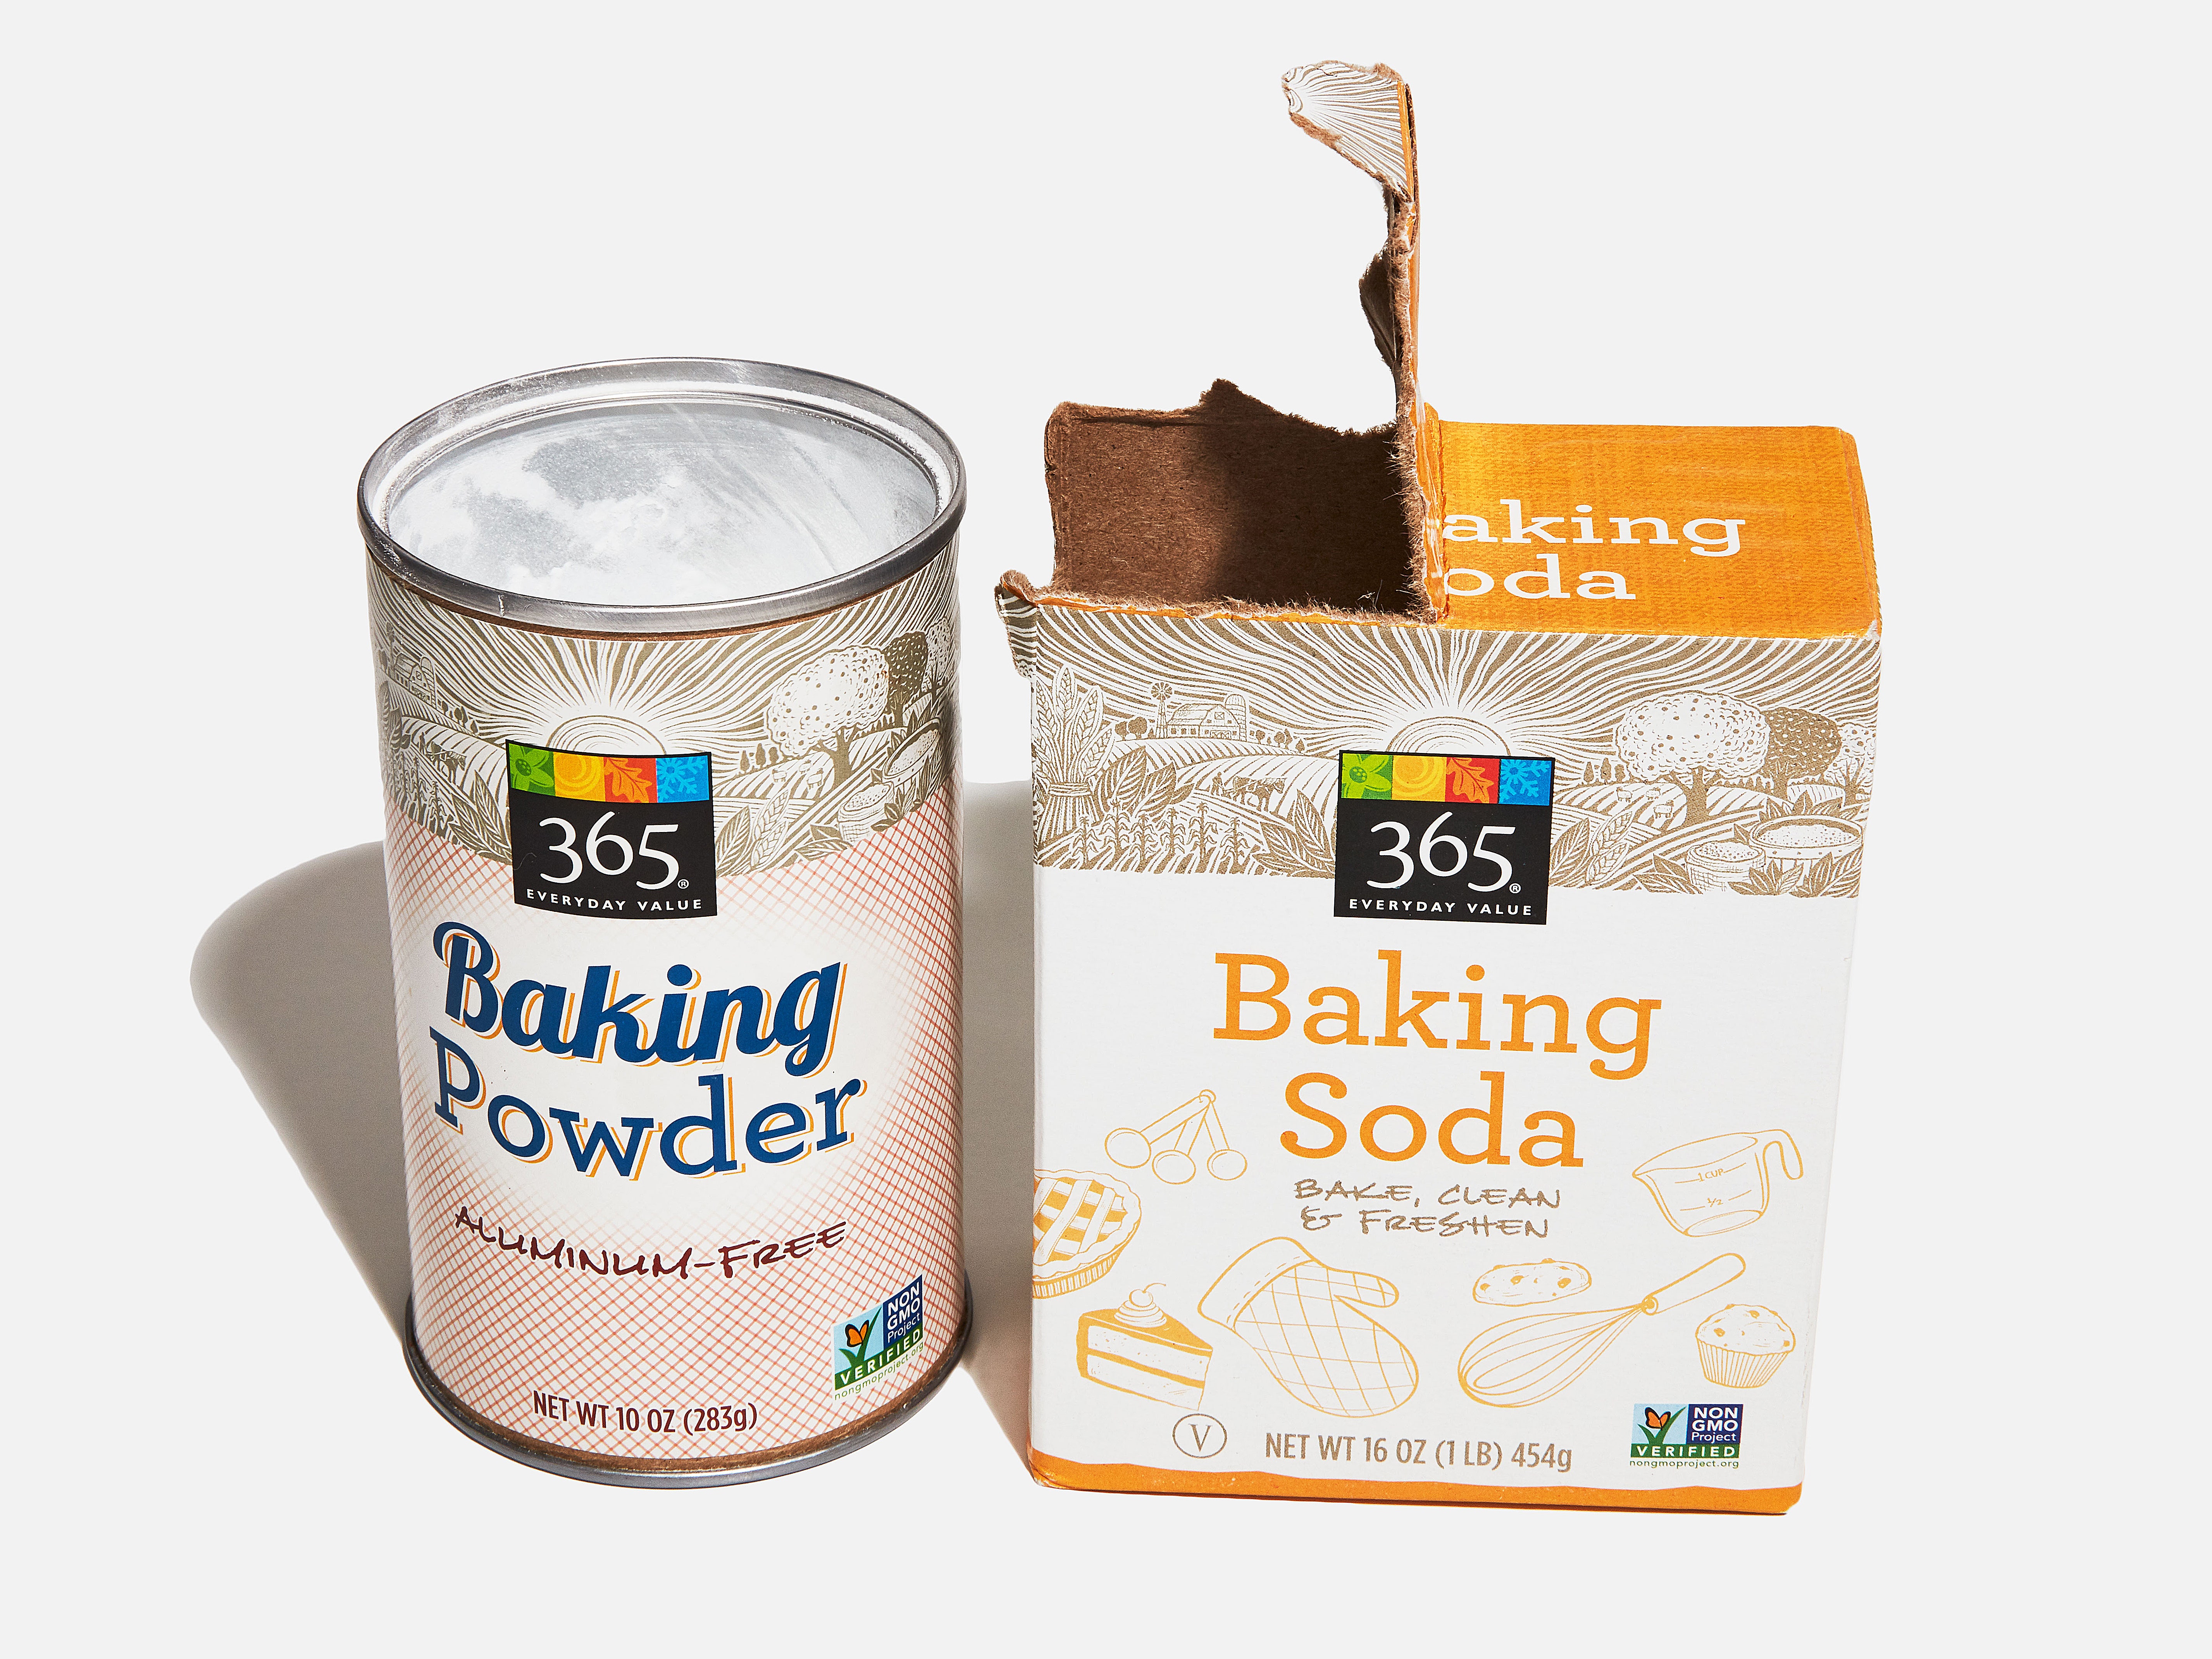 365®
EVERYDAY VALUE
Baking
Powder
ALUMINUM-FREE
NON
GMO
Project
VERIFIED
nongmoproject.org
NET WT 10 OZ (283g)
aking
oda
365®
EVERYDAY VALUE
Baking
Soda
BAKE, CLEAN
& FRESHEN
1 CUP
1/2
V
NET WT 16 OZ (1 LB) 454g
NON
GMO
Project
VERIFIED
nongmoproject.org